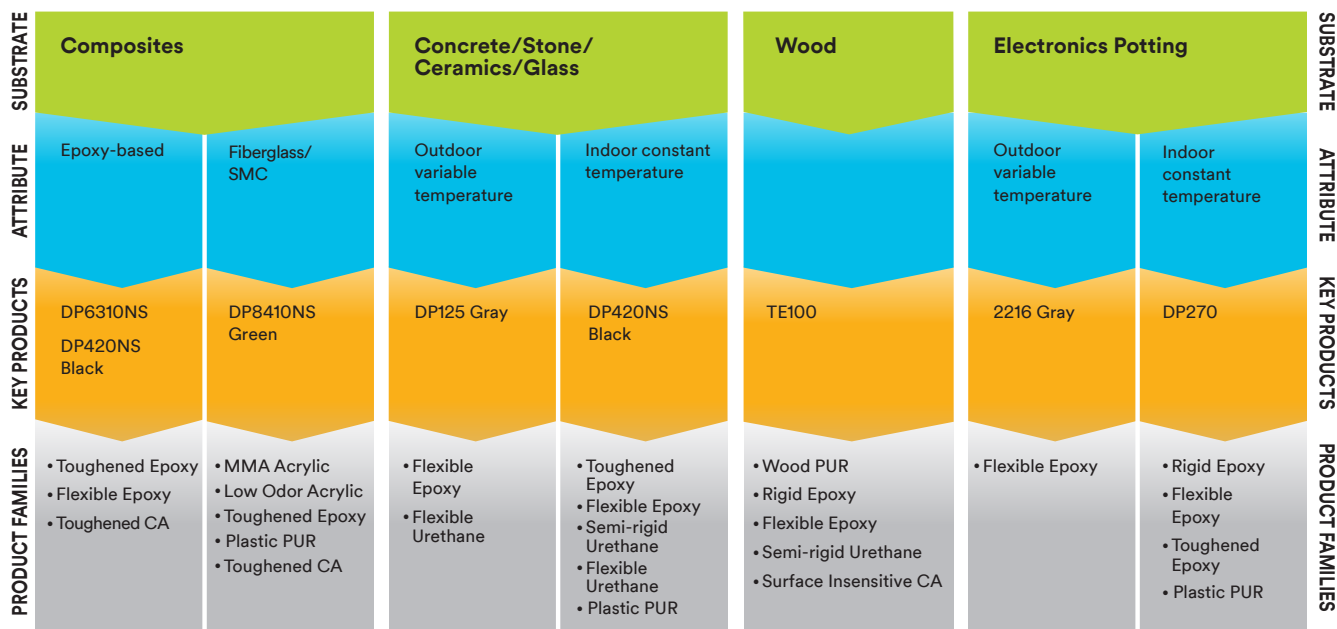 SUBSTRATE
Composites
Concrete/Stone/
Ceramics/Glass
Wood
Electronics Potting
SUBSTRATE
ATTRIBUTE
Epoxy-based
Fiberglass/
SMC
Outdoor
variable
temperature
Indoor constant
temperature
Outdoor
variable
temperature
Indoor
constant
temperature
ATTRIBUTE
KEY PRODUCTS
DP6310NS
DP420NS
Black
DP8410NS
Green
DP125 Gray
DP420NS
Black
TE100
2216 Gray
DP270
KEY PRODUCTS
PRODUCT FAMILIES
• Toughened Epoxy
• Flexible Epoxy
• Toughened CA
• MMA Acrylic
• Low Odor Acrylic
• Toughened Epoxy
• Plastic PUR
• Toughened CA
• Flexible
Epoxy
• Flexible
Urethane
• Toughened
Epoxy
• Flexible Epoxy
• Semi-rigid
Urethane
• Flexible
Urethane
• Plastic PUR
• Wood PUR
• Rigid Epoxy
• Flexible Epoxy
• Semi-rigid Urethane
• Surface Insensitive CA
• Flexible Epoxy
• Rigid Epoxy
• Flexible
Epoxy
• Toughened
Epoxy
• Plastic PUR
PRODUCT FAMILIES